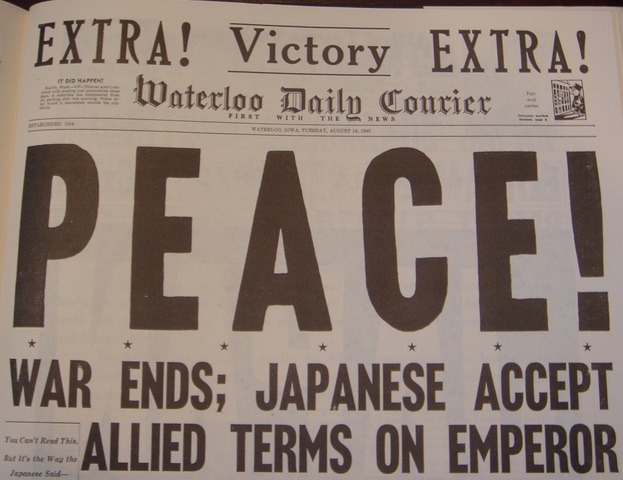 EXTRA! Victory EXTRA!
IT DID HAPPEN!
Waterloo Daily Courier
FIRST WITH THE NEWS
ESTABLISHED
WATERLOO, IOWA, TUESDAY, AUGUST 14, 1945
PEACE!
WAR ENDS; JAPANESE ACCEPT
ALLIED TERMS ON EMPEROR
You Can't Read This,
But It's the Way the
Japanese Said—